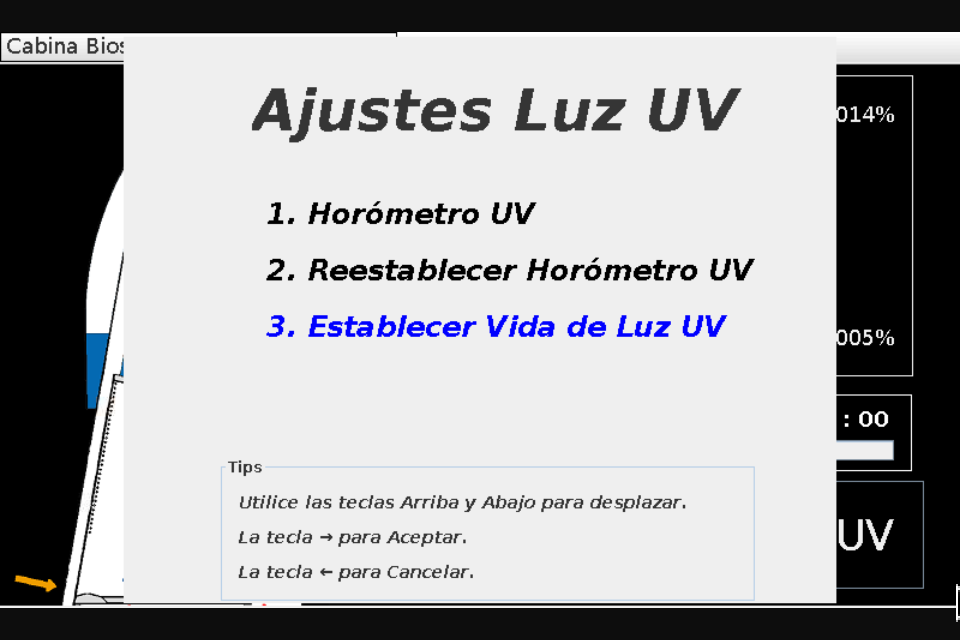 Cabina
Ajustes Luz UV
014%
1. Horómetro UV
2. Reestablecer Horómetro UV
3. Establecer Vida de Luz UV
005%
: 00
Tips
Utilice las teclas Arriba y Abajo para desplazar.
La tecla → para Aceptar.
La tecla ← para Cancelar.
UV